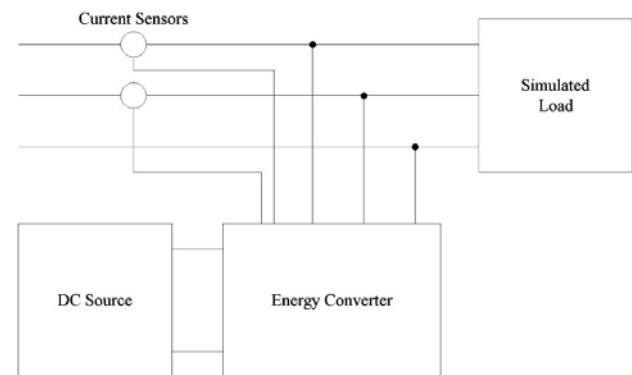 Current Sensors
Simulated
Load
DC Source
Energy Converter